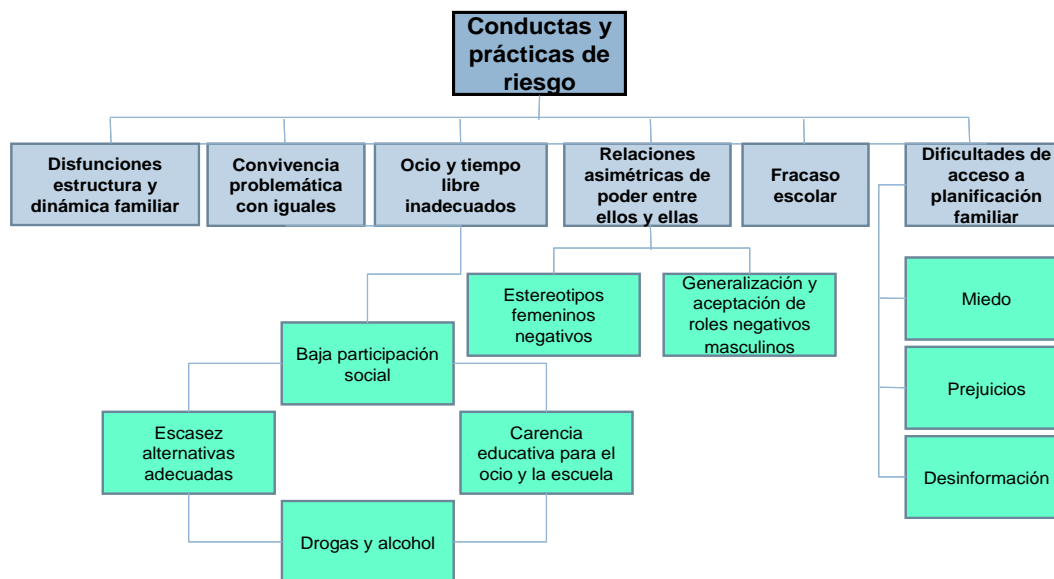 Conductas y
prácticas de
riesgo
Disfunciones
estructura y
dinámica familiar
Convivencia
problemática
con iguales
Ocio y tiempo
libre
inadecuados
Relaciones
asimétricas de
poder entre
ellos y ellas
Fracaso
escolar
Dificultades de
acceso a
planificación
familiar
Estereotipos
femeninos
negativos
Generalización y
aceptación de
roles negativos
masculinos
Miedo
Baja participación
social
Prejuicios
Escasez
alternativas
adecuadas
Carencia
educativa para el
ocio y la escuela
Desinformación
Drogas y alcohol